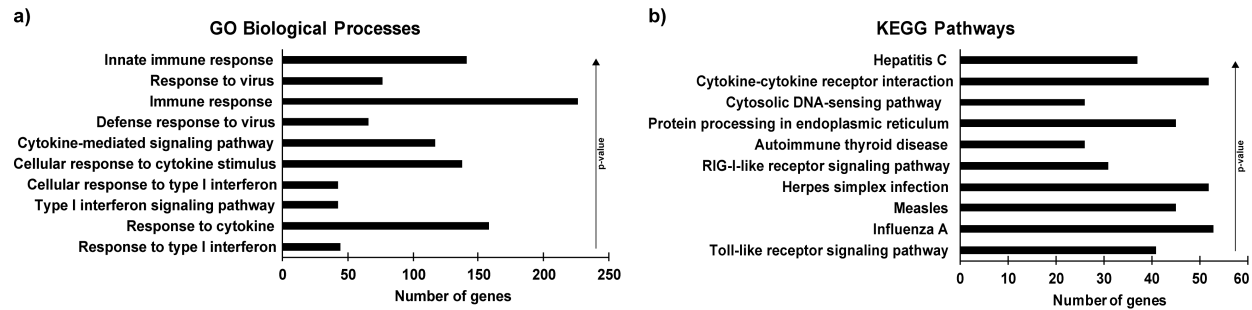 a)
GO Biological Processes
Innate immune response
Response to virus
Immune response
Defense response to virus
Cytokine-mediated signaling pathway
Cellular response to cytokine stimulus
Cellular response to type I interferon
Type I interferon signaling pathway
Response to cytokine
Response to type I interferon
0 50 100 150 200 250
Number of genes
p-value
b)
KEGG Pathways
Hepatitis C
Cytokine-cytokine receptor interaction
Cytosolic DNA-sensing pathway
Protein processing in endoplasmic reticulum
Autoimmune thyroid disease
RIG-I-like receptor signaling pathway
Herpes simplex infection
Measles
Influenza A
Toll-like receptor signaling pathway
0 10 20 30 40 50 60
Number of genes
p-value